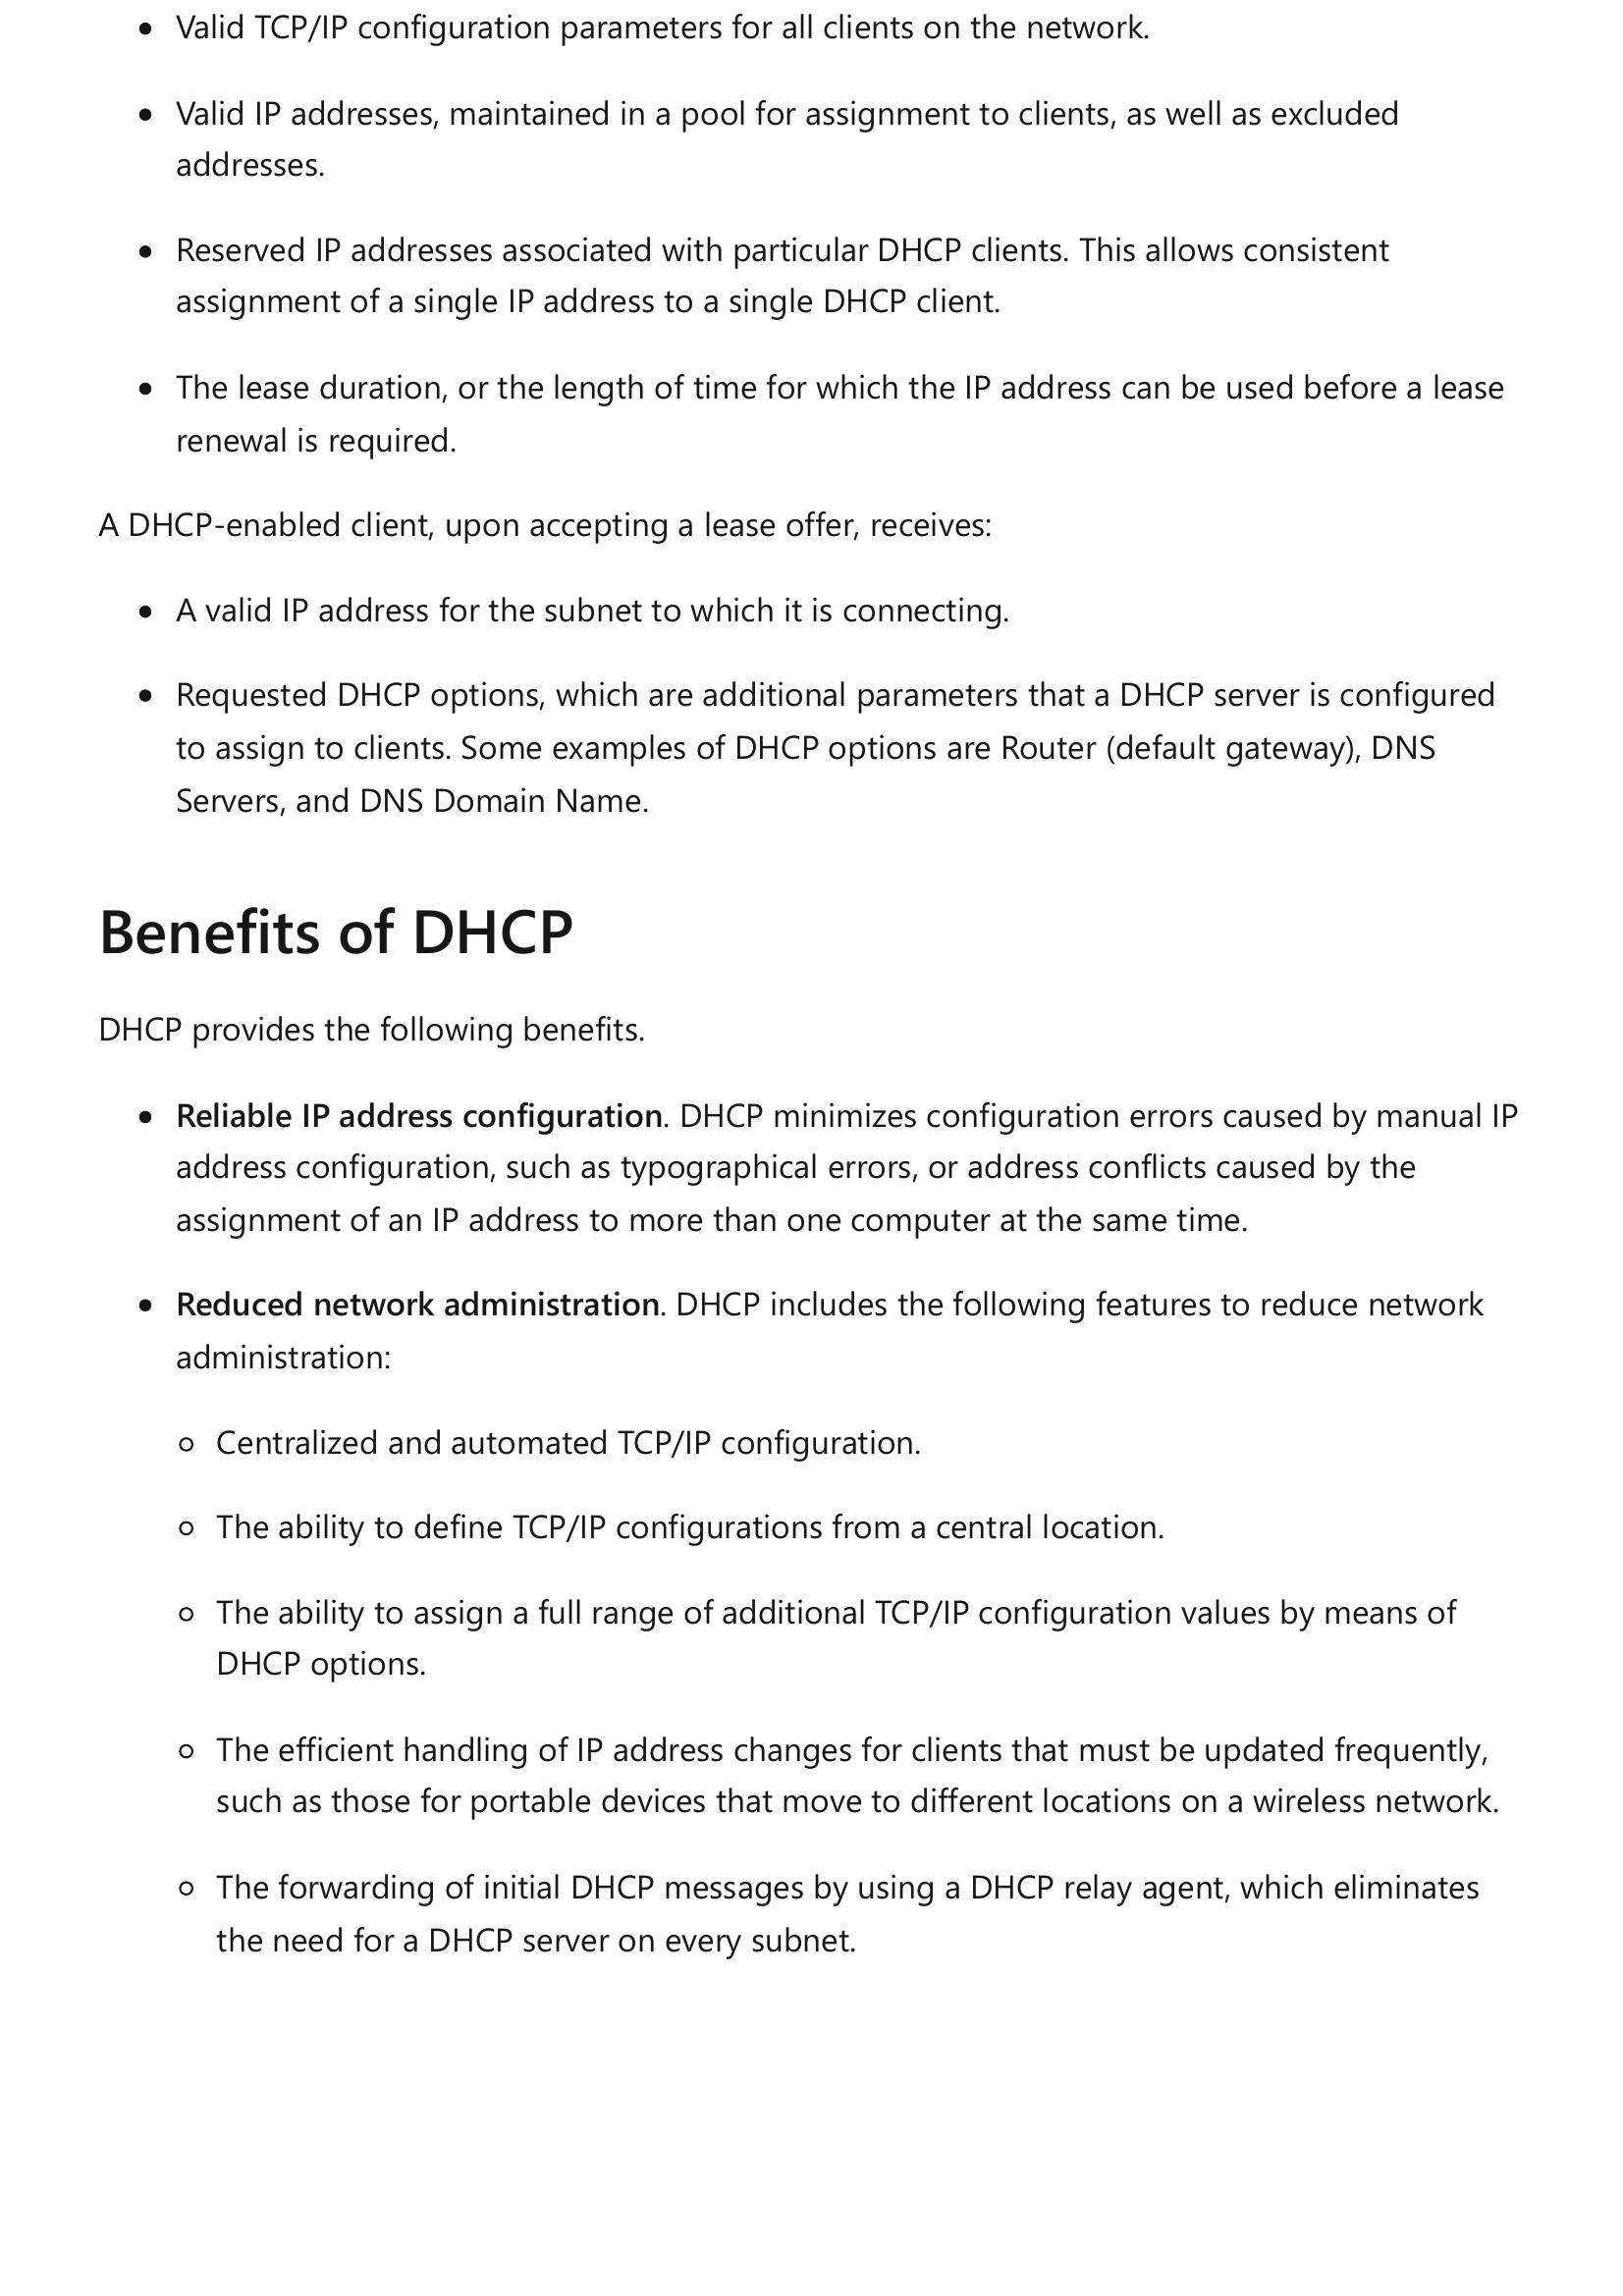 • Valid TCP/IP configuration parameters for all clients on the network.
• Valid IP addresses, maintained in a pool for assignment to clients, as well as excluded
addresses.
• Reserved IP addresses associated with particular DHCP clients. This allows consistent
assignment of a single IP address to a single DHCP client.
• The lease duration, or the length of time for which the IP address can be used before a lease
renewal is required.
A DHCP-enabled client, upon accepting a lease offer, receives:
• A valid IP address for the subnet to which it is connecting.
• Requested DHCP options, which are additional parameters that a DHCP server is configured
to assign to clients. Some examples of DHCP options are Router (default gateway), DNS
Servers, and DNS Domain Name.
Benefits of DHCP
DHCP provides the following benefits.
• Reliable IP address configuration. DHCP minimizes configuration errors caused by manual IP
address configuration, such as typographical errors, or address conflicts caused by the
assignment of an IP address to more than one computer at the same time.
• Reduced network administration. DHCP includes the following features to reduce network
administration:
○ Centralized and automated TCP/IP configuration.
○ The ability to define TCP/IP configurations from a central location.
○ The ability to assign a full range of additional TCP/IP configuration values by means of
DHCP options.
○ The efficient handling of IP address changes for clients that must be updated frequently,
such as those for portable devices that move to different locations on a wireless network.
○ The forwarding of initial DHCP messages by using a DHCP relay agent, which eliminates
the need for a DHCP server on every subnet.